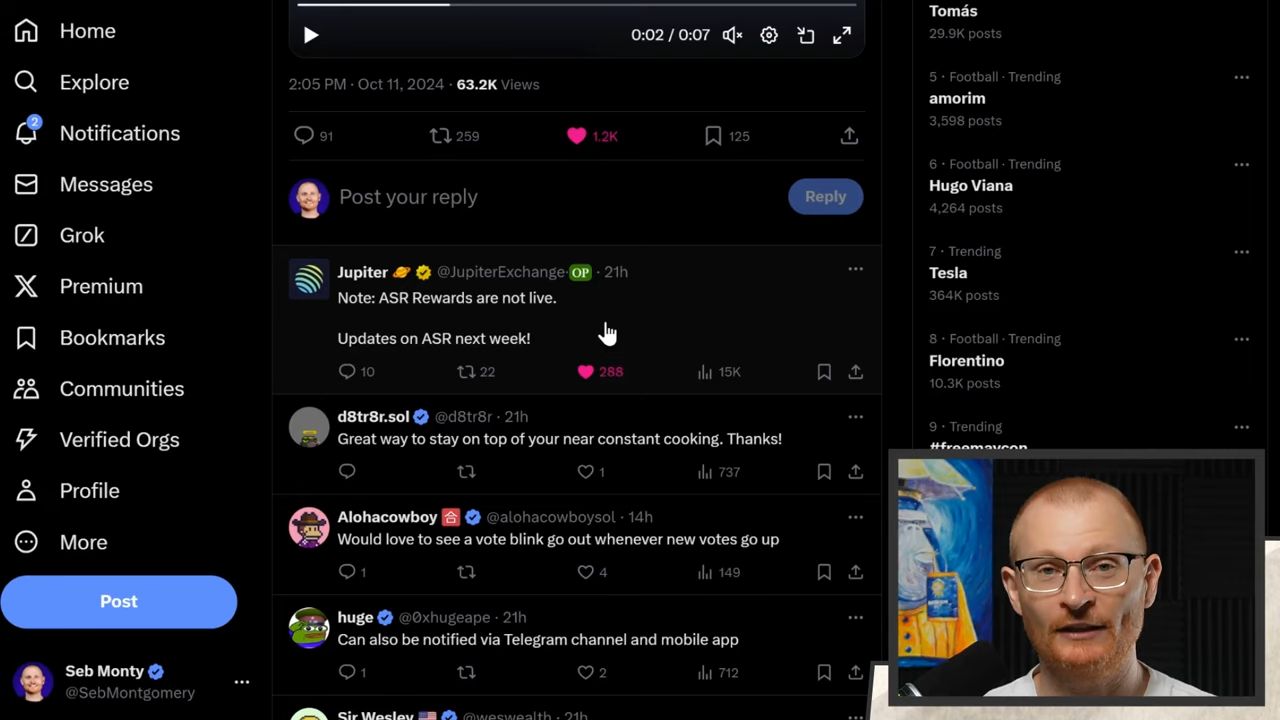 Home
Explore
2
Notifications
Messages
Grok
Premium
Bookmarks
Communities
Verified Orgs
Profile
More
Post
Seb Monty
@SebMontgomery
0:02 / 0:07
2:05 PM · Oct 11, 2024 · 63.2K Views
91 259 1.2K 125
Post your reply
Reply
Jupiter @JupiterExchange OP · 21h
Note: ASR Rewards are not live.
Updates on ASR next week!
10 22 288 15K
d8tr8r.sol @d8tr8r · 21h
Great way to stay on top of your near constant cooking. Thanks!
1 737
Alohacowboy 合 @alohacowboysol · 14h
Would love to see a vote blink go out whenever new votes go up
1 4 149
huge @0xhugeape · 21h
Can also be notified via Telegram channel and mobile app
1 2 712
Sir Wesley @weswealth · 21h
Tomás
29.9K posts
5 · Football · Trending
amorim
3,598 posts
6 · Football · Trending
Hugo Viana
4,264 posts
7 · Trending
Tesla
364K posts
8 · Football · Trending
Florentino
10.3K posts
9 · Trending
#freemaycon